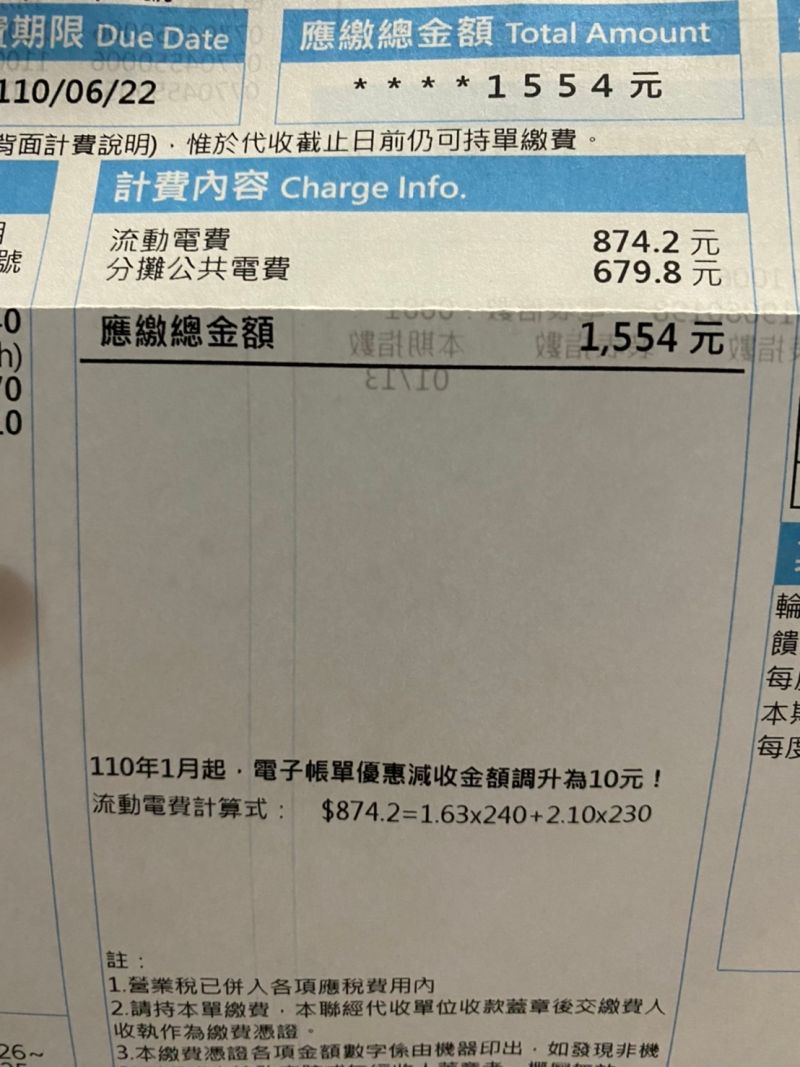 期限 Due Date
應繳總金額 Total Amount
110/06/22
****1554元
背面計費說明)，惟於代收截止日前仍可持單繳費。
計費內容 Charge Info.
流動電費 874.2 元
分攤公共電費 679.8 元
號
應繳總金額 1,554 元
h)
110年1月起，電子帳單優惠減收金額調升為10元！
流動電費計算式： $874.2=1.63x240+2.10x230
輪
饋
每
本
每度
註：
1.營業稅已併入各項應稅費用內
2.請持本單繳費，本聯經代收單位收款蓋章後交繳費人
收執作為繳費憑證。
3.本繳費憑證各項金額數字係由機器印出，如發現非機
26~